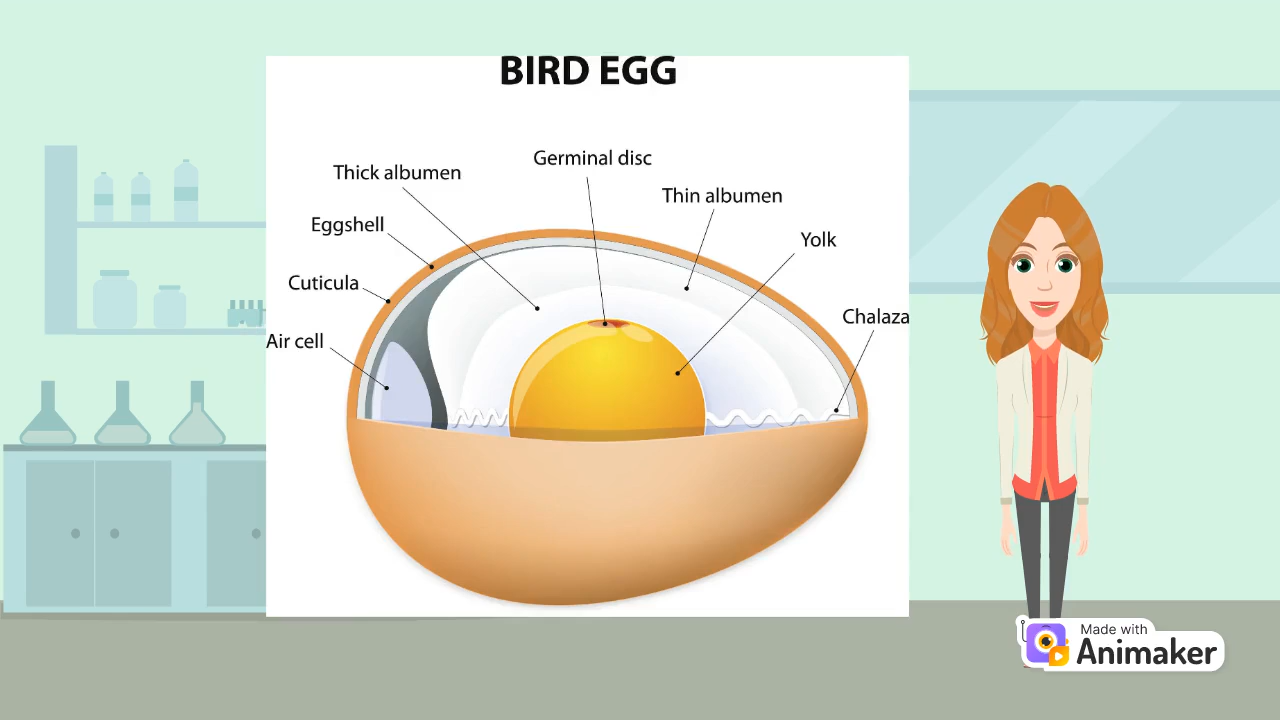 BIRD EGG
Germinal disc
Thick albumen
Thin albumen
Eggshell
Yolk
Cuticula
Chalaza
Air cell
Made with
Animaker